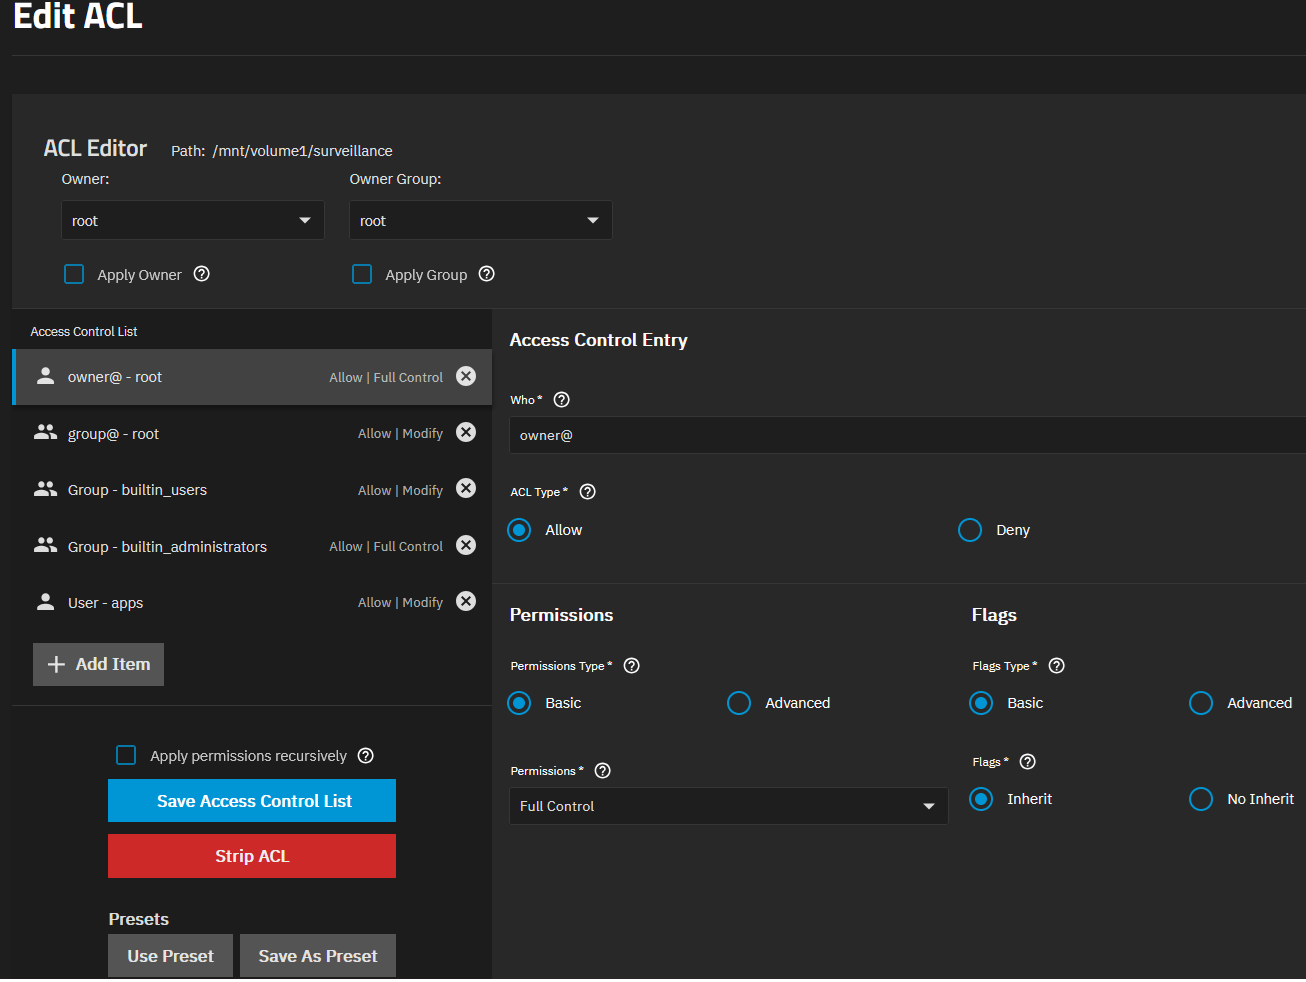 Edit ACL
ACL Editor Path: /mnt/volume1/surveillance
Owner: Owner Group:
root root
Apply Owner Apply Group
Access Control List
owner@ - root Allow | Full Control
group@ - root Allow | Modify
Group - builtin_users Allow | Modify
Group - builtin_administrators Allow | Full Control
User - apps Allow | Modify
Add Item
Apply permissions recursively
Save Access Control List
Strip ACL
Presets
Use Preset Save As Preset
Access Control Entry
Who *
owner@
ACL Type *
Allow Deny
Permissions
Permissions Type *
Basic Advanced
Permissions *
Full Control
Flags
Flags Type *
Basic Advanced
Flags *
Inherit No Inherit